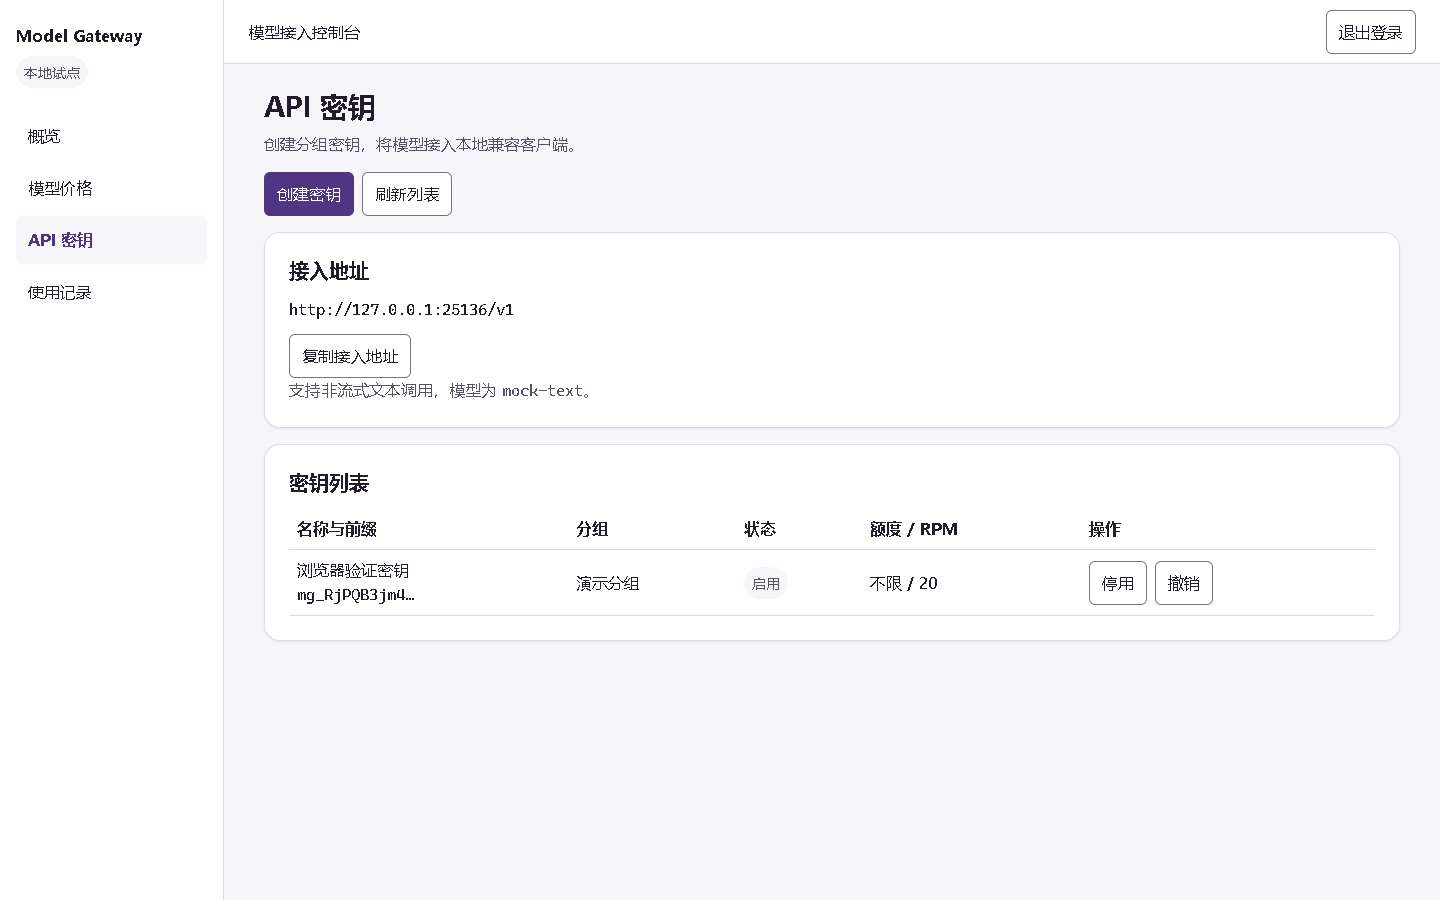 Model Gateway
本地试点
概览
模型价格
API 密钥
使用记录
模型接入控制台
退出登录
API 密钥
创建分组密钥，将模型接入本地兼容客户端。
创建密钥
刷新列表
接入地址
http://127.0.0.1:25136/v1
复制接入地址
支持非流式文本调用，模型为 mock-text。
密钥列表
名称与前缀 分组 状态 额度 / RPM 操作
浏览器验证密钥
mg_RjPQB3jm4…
演示分组 启用 不限 / 20 停用 撤销